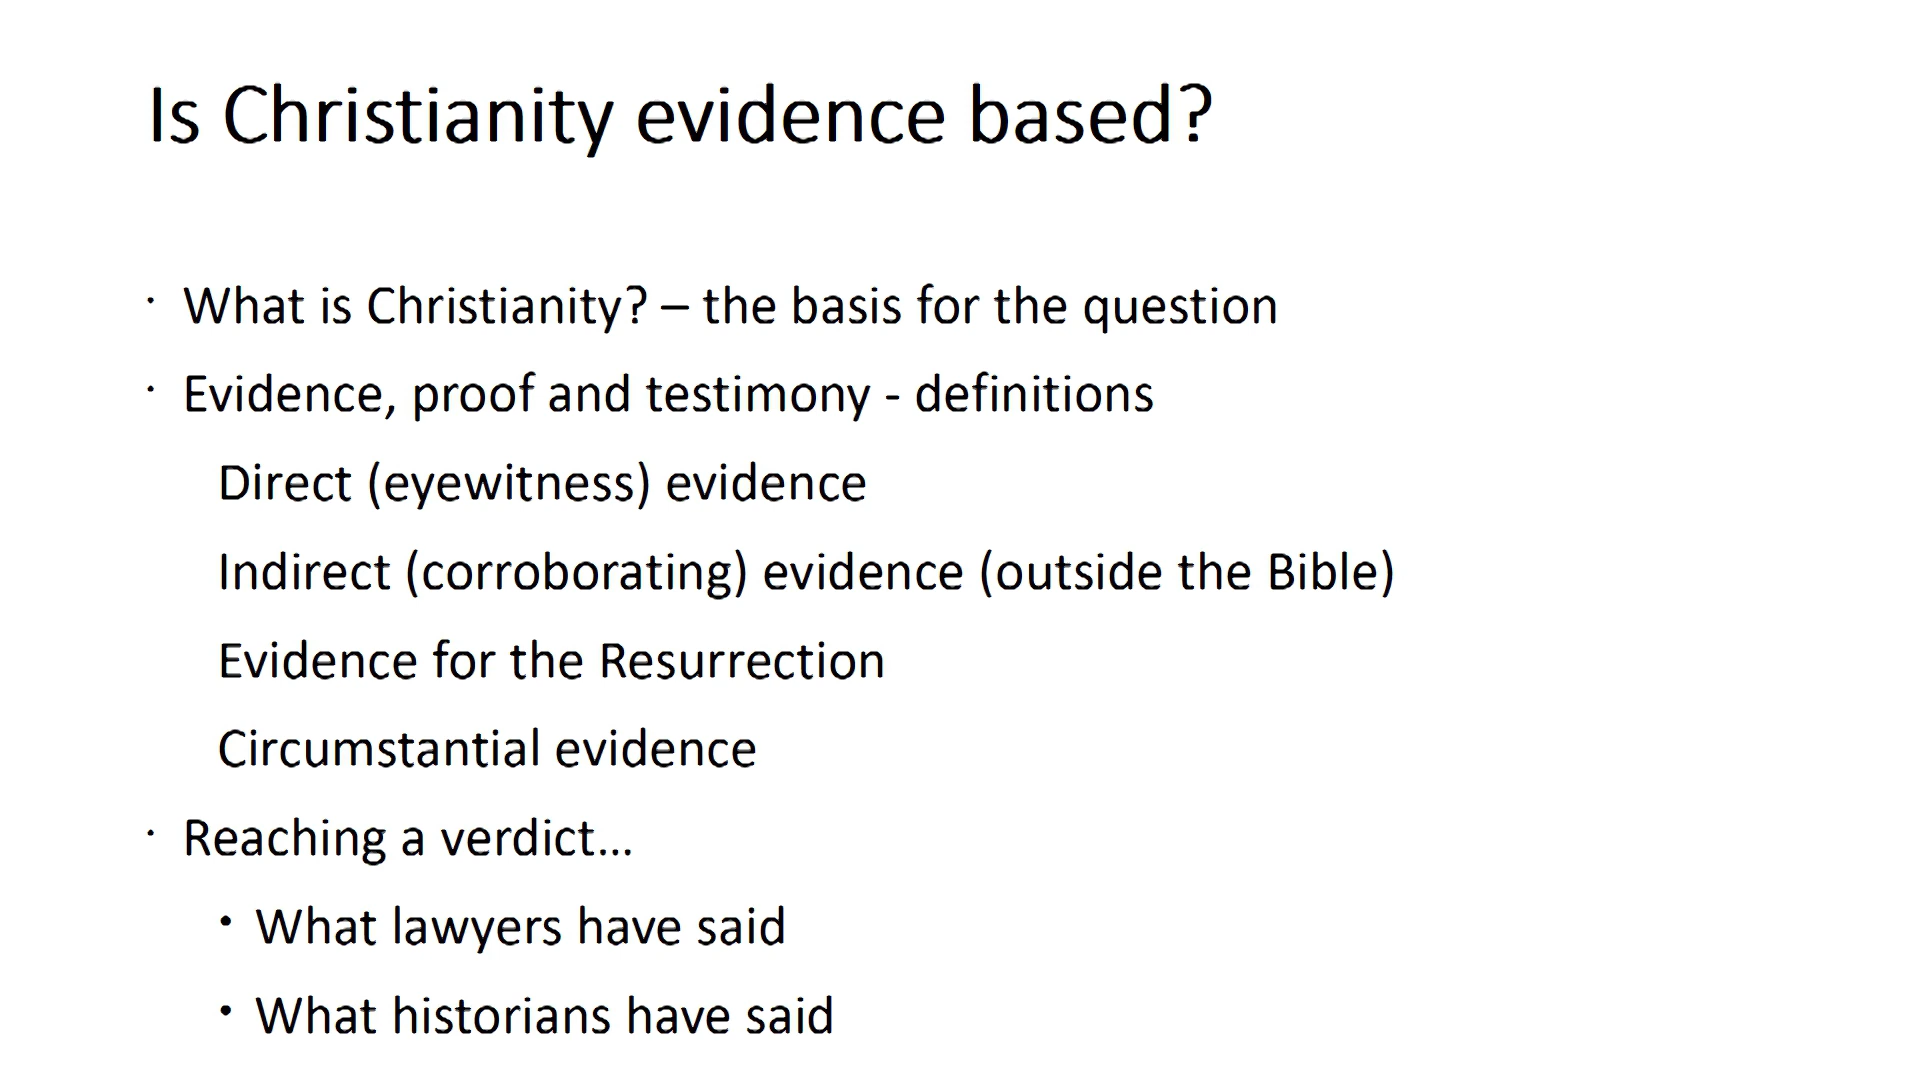 Is Christianity evidence based?
· What is Christianity? – the basis for the question
· Evidence, proof and testimony - definitions
Direct (eyewitness) evidence
Indirect (corroborating) evidence (outside the Bible)
Evidence for the Resurrection
Circumstantial evidence
· Reaching a verdict...
• What lawyers have said
• What historians have said